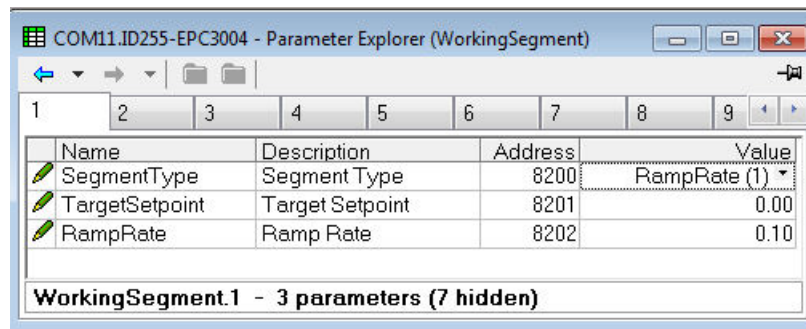 COM11.ID255-EPC3004 - Parameter Explorer (WorkingSegment)
1 2 3 4 5 6 7 8 9
Name Description Address Value
SegmentType Segment Type 8200 RampRate (1)
TargetSetpoint Target Setpoint 8201 0.00
RampRate Ramp Rate 8202 0.10
WorkingSegment.1 - 3 parameters (7 hidden)